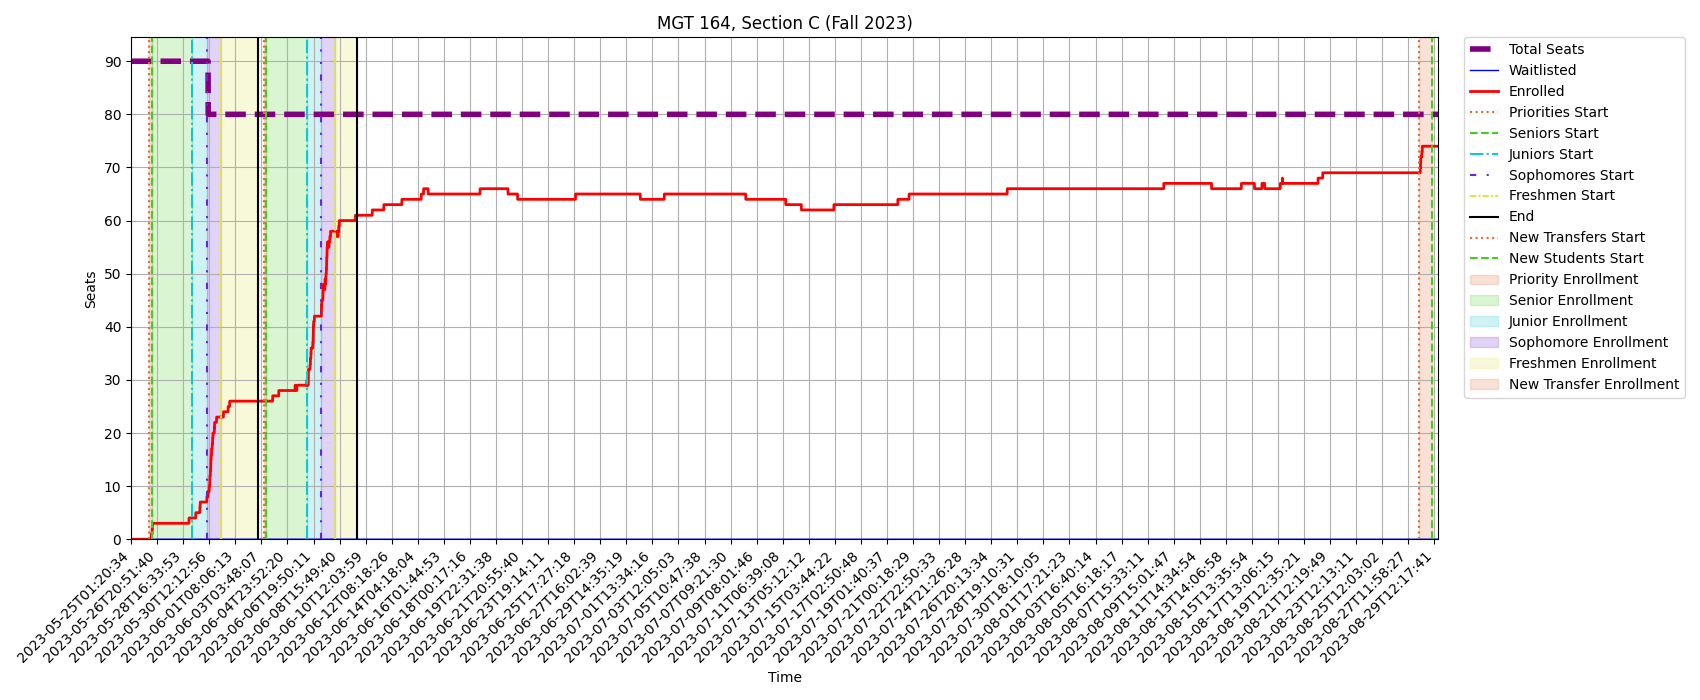 MGT 164, Section C (Fall 2023)
Seats
90
80
70
60
50
40
30
20
10
0
2023-05-25T01:20:34
2023-05-26T20:51:40
2023-05-28T16:33:53
2023-05-30T12:12:56
2023-06-01T08:06:13
2023-06-03T03:48:07
2023-06-04T23:52:20
2023-06-06T19:50:11
2023-06-08T15:49:40
2023-06-10T12:03:59
2023-06-12T08:18:26
2023-06-14T04:18:04
2023-06-16T01:44:53
2023-06-18T00:17:16
2023-06-19T22:31:38
2023-06-21T20:55:40
2023-06-23T19:14:11
2023-06-25T17:27:18
2023-06-27T16:02:39
2023-06-29T14:35:19
2023-07-01T13:34:16
2023-07-03T12:05:03
2023-07-05T10:47:38
2023-07-07T09:21:30
2023-07-09T08:01:46
2023-07-11T06:39:08
2023-07-13T05:12:12
2023-07-15T03:44:22
2023-07-17T02:50:48
2023-07-19T01:40:37
2023-07-21T00:18:29
2023-07-22T22:50:33
2023-07-24T21:26:28
2023-07-26T20:13:34
2023-07-28T19:10:31
2023-07-30T18:10:05
2023-08-01T17:21:23
2023-08-03T16:40:14
2023-08-05T16:18:17
2023-08-07T15:33:11
2023-08-09T15:01:47
2023-08-11T14:34:54
2023-08-13T14:06:58
2023-08-15T13:35:54
2023-08-17T13:06:15
2023-08-19T12:35:21
2023-08-21T12:19:49
2023-08-23T12:13:11
2023-08-25T12:03:02
2023-08-27T11:58:27
2023-08-29T12:17:41
Time
Total Seats
Waitlisted
Enrolled
Priorities Start
Seniors Start
Juniors Start
Sophomores Start
Freshmen Start
End
New Transfers Start
New Students Start
Priority Enrollment
Senior Enrollment
Junior Enrollment
Sophomore Enrollment
Freshmen Enrollment
New Transfer Enrollment